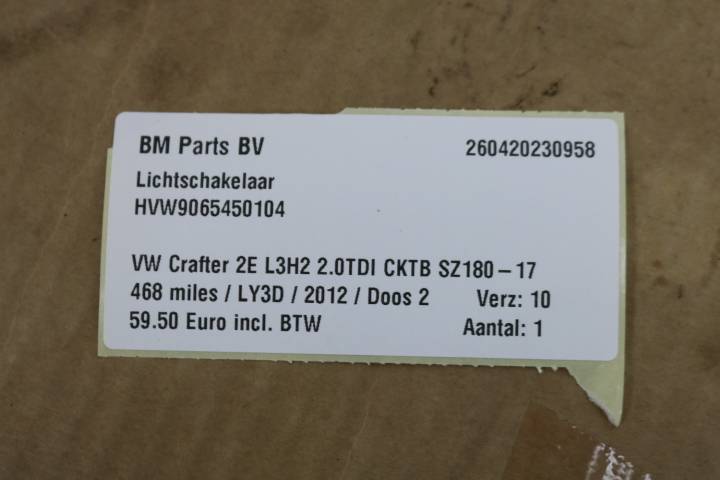 BM Parts BV 260420230958
Lichtschakelaar
HVW9065450104
VW Crafter 2E L3H2 2.0TDI CKTB SZ180-17
468 miles / LY3D / 2012 / Doos 2 Verz: 10
59.50 Euro incl. BTW Aantal: 1